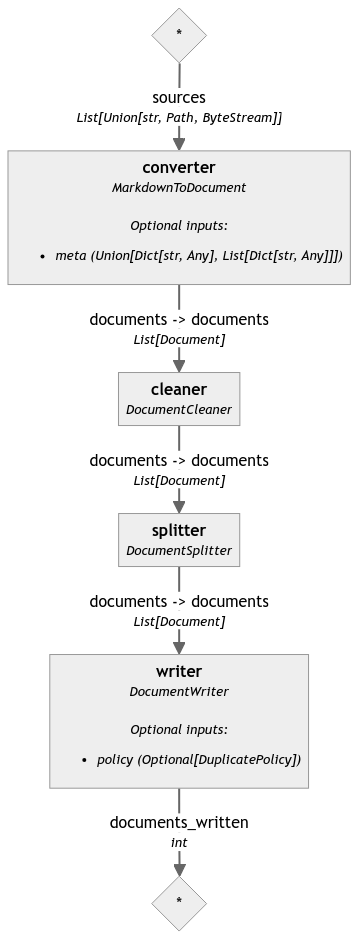 *
sources
List[Union[str, Path, ByteStream]]
converter
MarkdownToDocument
Optional inputs:
• meta (Union[Dict[str, Any], List[Dict[str, Any]]])
documents -> documents
List[Document]
cleaner
DocumentCleaner
documents -> documents
List[Document]
splitter
DocumentSplitter
documents -> documents
List[Document]
writer
DocumentWriter
Optional inputs:
• policy (Optional[DuplicatePolicy])
documents_written
int
*